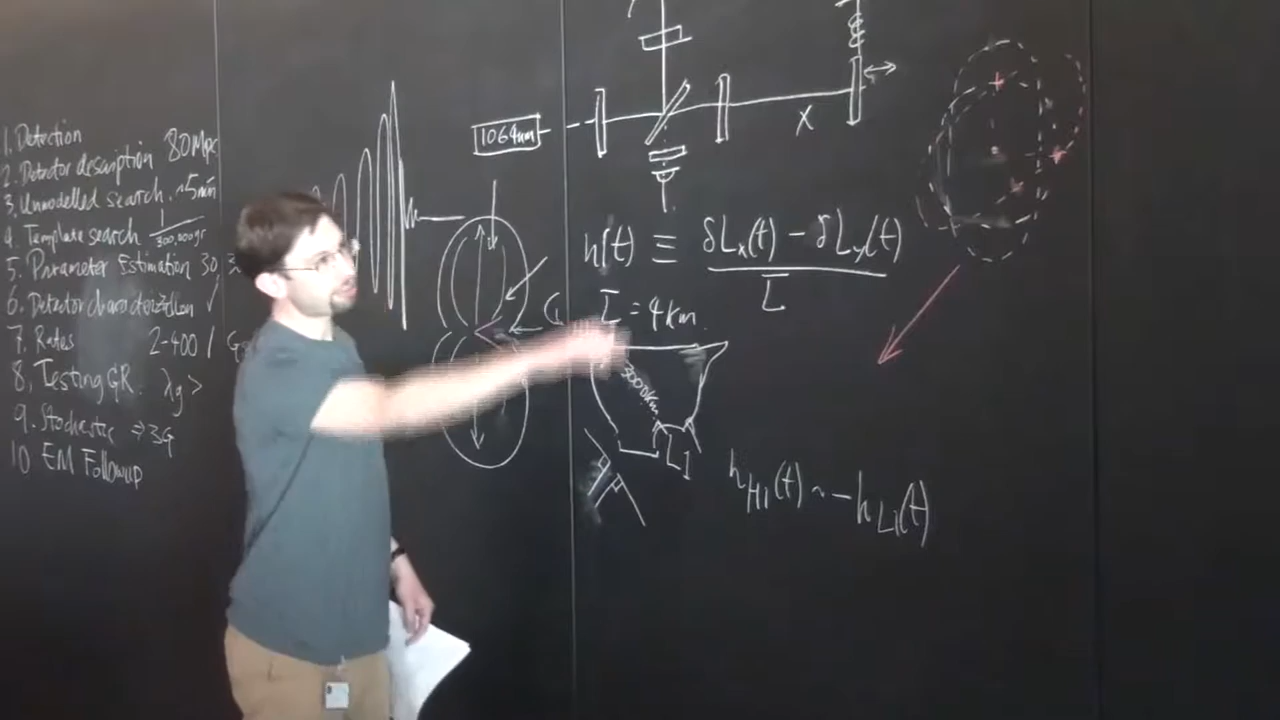 1. Detection
2. Detector description 80Mpc
3. Unmodelled search. ~5min
4. Template search 1/300,000yr
5. Parameter Estimation 30,
6. Detector characterization ✓
7. Rates 2-400 /
8. Testing GR. λg >
9. Stochastic ⇒ 3G
10 EM Followup
1064nm
X
h(t) ≡ δLx(t) - δLy(t) / L
L = 4km.
3000km
L1
hH1(t) ~ -hL1(t)